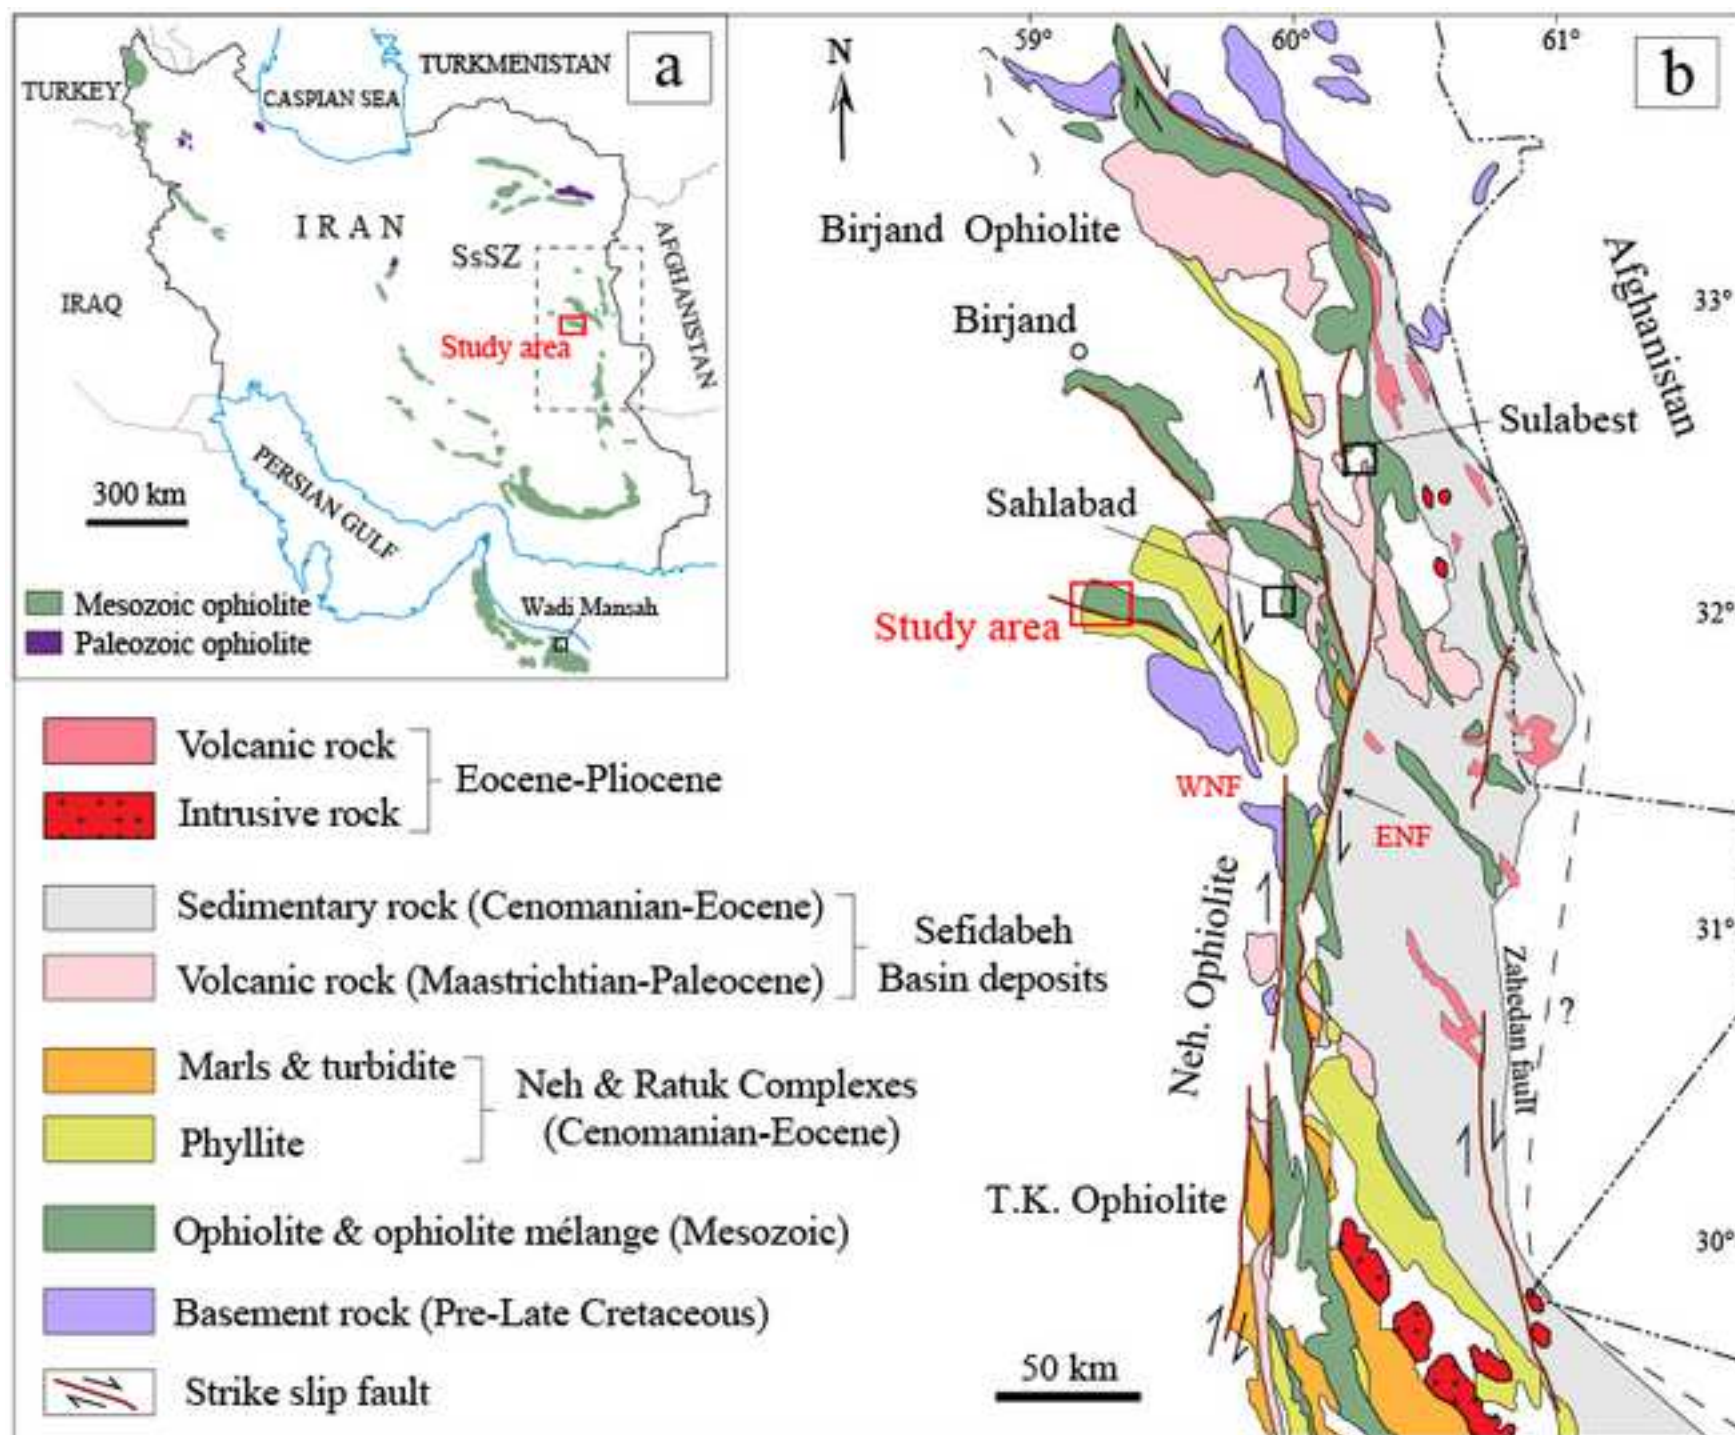 a
TURKEY
CASPIAN SEA
TURKMENISTAN
IRAN
SsSZ
AFGHANISTAN
IRAQ
Study area
300 km
PERSIAN GULF
Mesozoic ophiolite
Paleozoic ophiolite
Wadi Mansah
Volcanic rock
Intrusive rock
Eocene-Pliocene
Sedimentary rock (Cenomanian-Eocene)
Volcanic rock (Maastrichtian-Paleocene)
Sefidabeh
Basin deposits
Marls & turbidite
Phyllite
Neh & Ratuk Complexes
(Cenomanian-Eocene)
Ophiolite & ophiolite mélange (Mesozoic)
Basement rock (Pre-Late Cretaceous)
Strike slip fault
b
N
59°
60°
61°
Birjand Ophiolite
Afghanistan
33°
Birjand
Sulabest
Sahlabad
32°
Study area
WNF
ENF
Neh. Ophiolite
31°
Zahedan fault
?
T.K. Ophiolite
30°
50 km